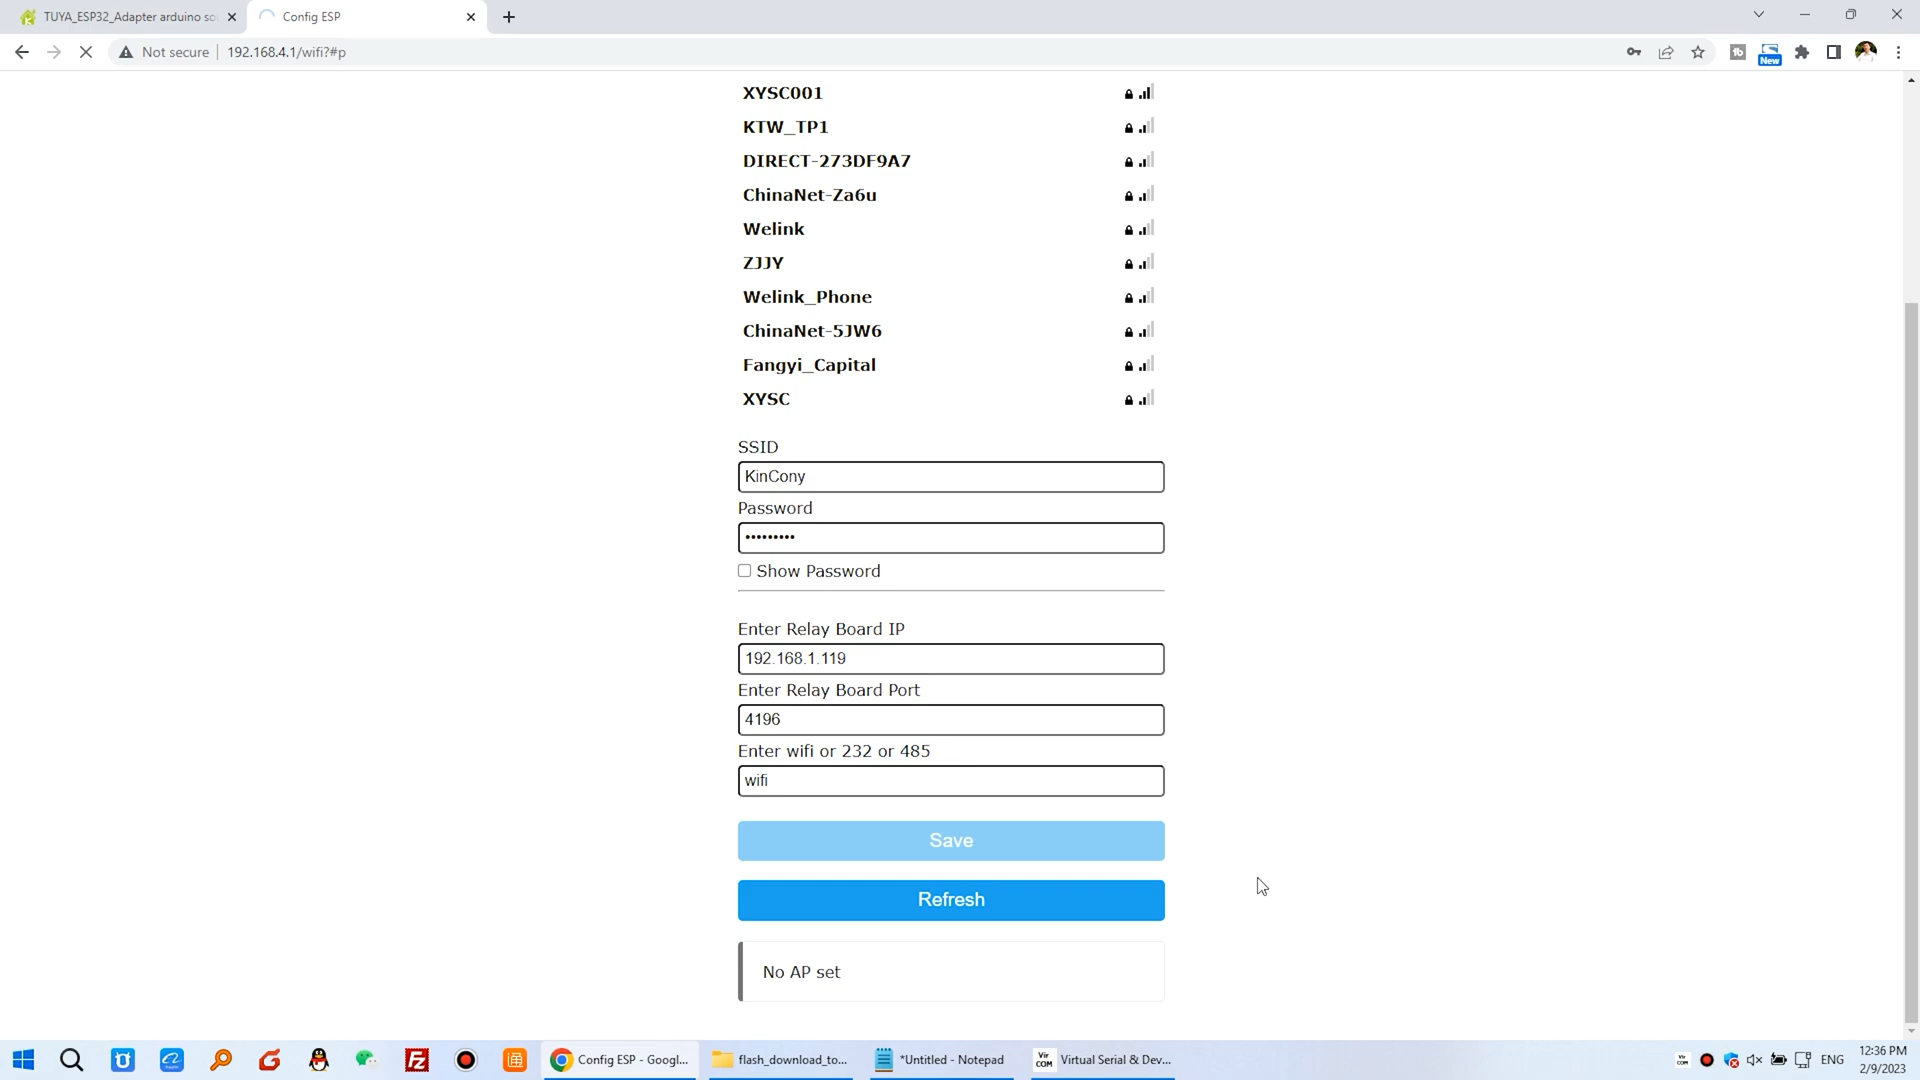 TUYA_ESP32_Adapter arduino so
Config ESP
Not secure
192.168.4.1/wifi?#p
New
XYSC001
KTW_TP1
DIRECT-273DF9A7
ChinaNet-Za6u
Welink
ZJJY
Welink_Phone
ChinaNet-5JW6
Fangyi_Capital
XYSC
SSID
KinCony
Password
•••••••••
Show Password
Enter Relay Board IP
192.168.1.119
Enter Relay Board Port
4196
Enter wifi or 232 or 485
wifi
Save
Refresh
No AP set
Config ESP - Googl...
flash_download_to...
*Untitled - Notepad
Vir COM
Virtual Serial & Dev...
ENG
12:36 PM
2/9/2023